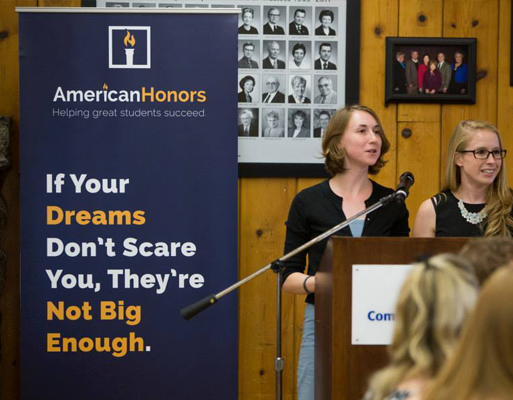 AmericanHonors
Helping great students succeed.
If Your
Dreams
Don't Scare
You, They're
Not Big
Enough.
Com